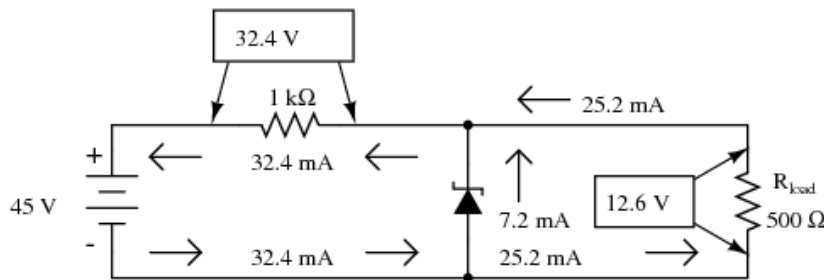 32.4 V
1 kΩ
25.2 mA
+
32.4 mA
45 V
12.6 V
R_load
7.2 mA
500 Ω
-
32.4 mA
25.2 mA